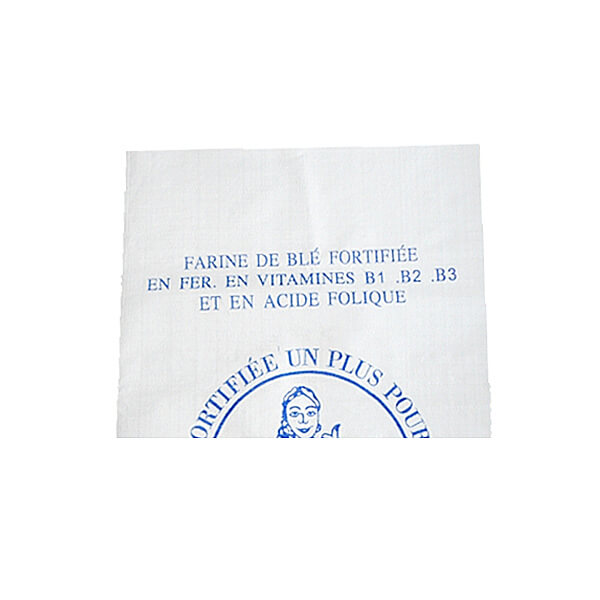 FARINE DE BLÉ FORTIFIÉE
EN FER. EN VITAMINES B1 .B2 .B3
ET EN ACIDE FOLIQUE
ORTIFIÉE UN PLUS POUR